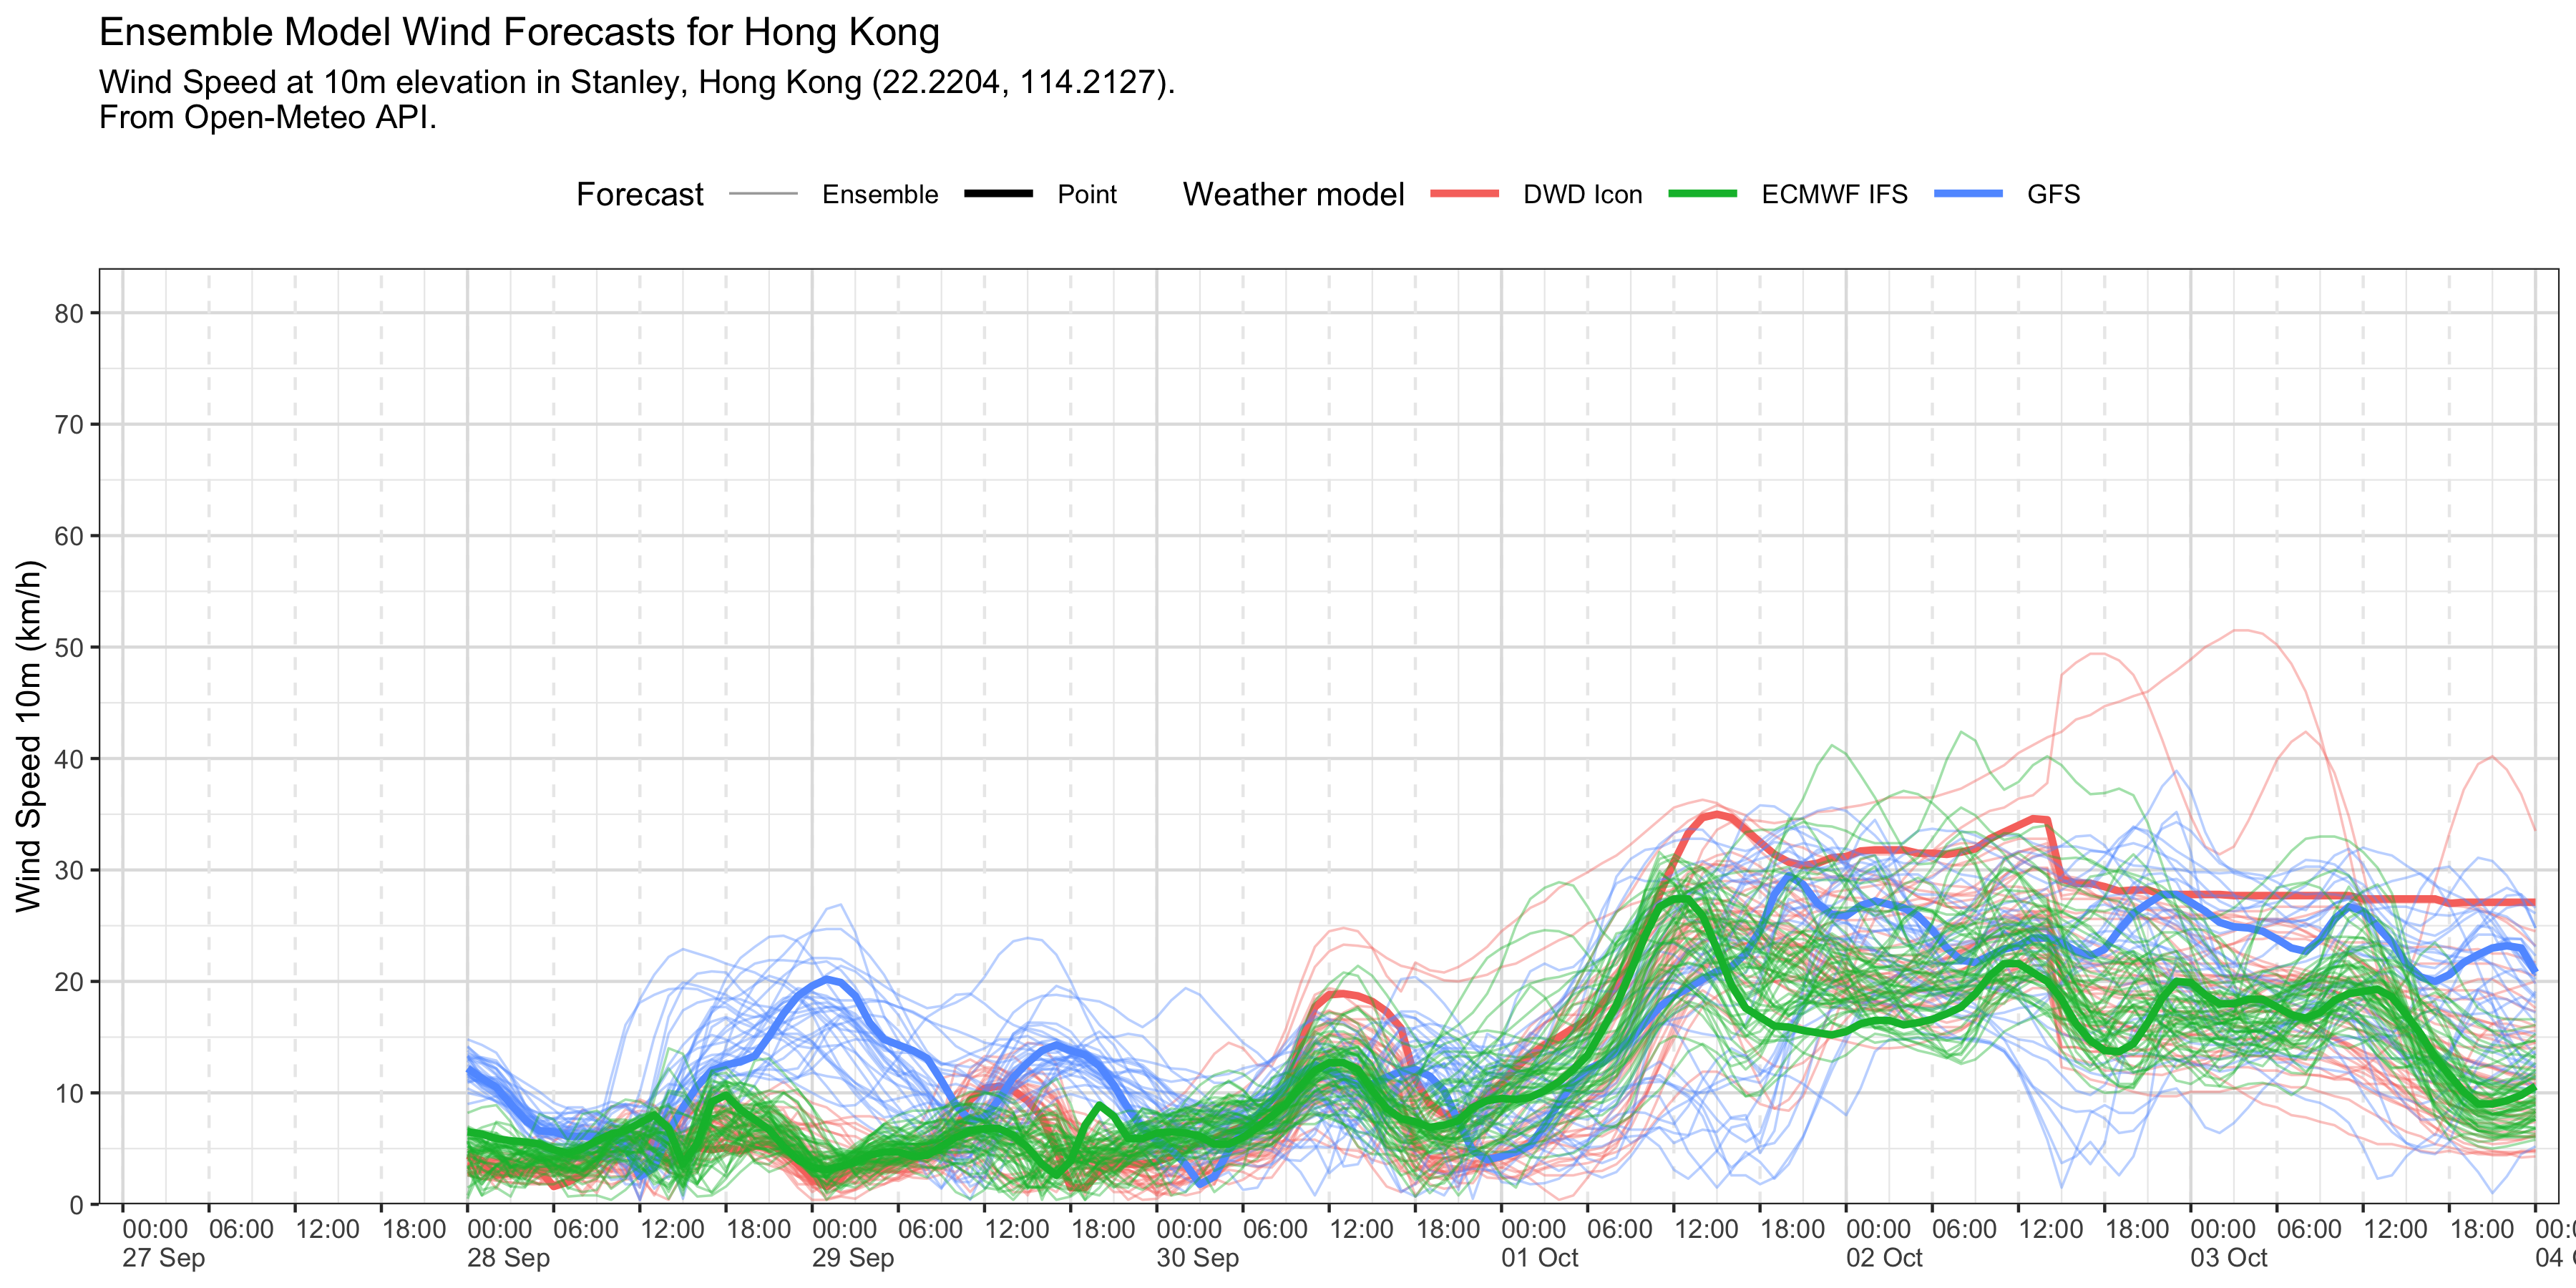 Ensemble Model Wind Forecasts for Hong Kong
Wind Speed at 10m elevation in Stanley, Hong Kong (22.2204, 114.2127).
From Open-Meteo API.
Forecast Ensemble Point Weather model DWD Icon ECMWF IFS GFS
Wind Speed 10m (km/h)
80
70
60
50
40
30
20
10
0
00:00 06:00 12:00 18:00 00:00 06:00 12:00 18:00 00:00 06:00 12:00 18:00 00:00 06:00 12:00 18:00 00:00 06:00 12:00 18:00 00:00 06:00 12:00 18:00 00:00 06:00 12:00 18:00
27 Sep 28 Sep 29 Sep 30 Sep 01 Oct 02 Oct 03 Oct 04